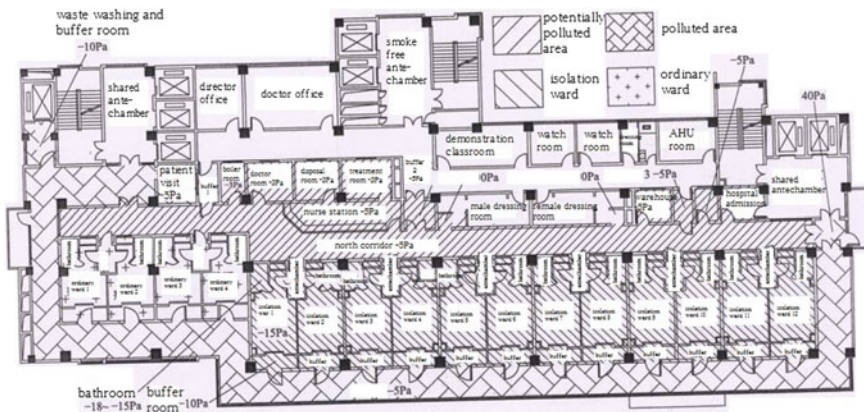 waste washing and
buffer room
−10Pa
shared
ante-
chamber
director
office
doctor office
smoke
free
ante-
chamber
potentially
polluted
area
polluted area
isolation
ward
ordinary
ward
−5Pa
40Pa
demonstration
classroom
watch
room
watch
room
AHU
room
patient
visit
−5Pa
buffer
1
boiler
room
−5Pa
doctor
room
disposal
room
treatment
room
buffer
2
−5Pa
0Pa
0Pa
3 −5Pa
nurse station −5Pa
male dressing
room
female dressing
room
warehouse
−5Pa
hospital
admission
shared
antechamber
north corridor −5Pa
bathroom
bathroom
bathroom
ordinary
ward 1
ordinary
ward 2
ordinary
ward 3
ordinary
ward 4
isolation
war 1
isolation
ward 2
isolation
ward 3
isolation
ward 4
isolation
ward 5
isolation
ward 6
isolation
ward 7
isolation
ward 8
isolation
ward 9
isolation
ward 10
isolation
ward 11
isolation
ward 12
−15Pa
buffer
buffer
buffer
buffer
buffer
buffer
buffer
buffer
buffer
buffer
buffer
bathroom
−18~ −15Pa
buffer
room
−10Pa
−5Pa